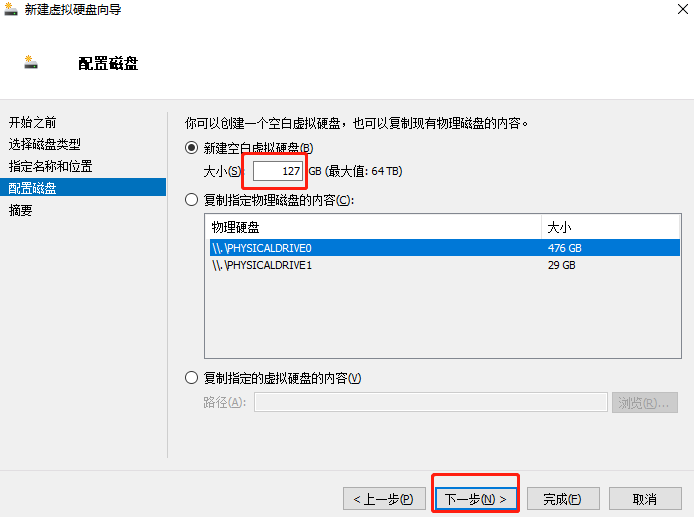 新建虚拟硬盘向导
配置磁盘
开始之前
选择磁盘类型
指定名称和位置
配置磁盘
摘要
你可以创建一个空白虚拟硬盘，也可以复制现有物理磁盘的内容。
新建空白虚拟硬盘(B)
大小(S): 127 GB (最大值: 64 TB)
复制指定物理磁盘的内容(C):
物理硬盘 大小
\\.\PHYSICALDRIVE0 476 GB
\\.\PHYSICALDRIVE1 29 GB
复制指定的虚拟硬盘的内容(V)
路径(A): 浏览(R)...
< 上一步(P) 下一步(N) > 完成(F) 取消